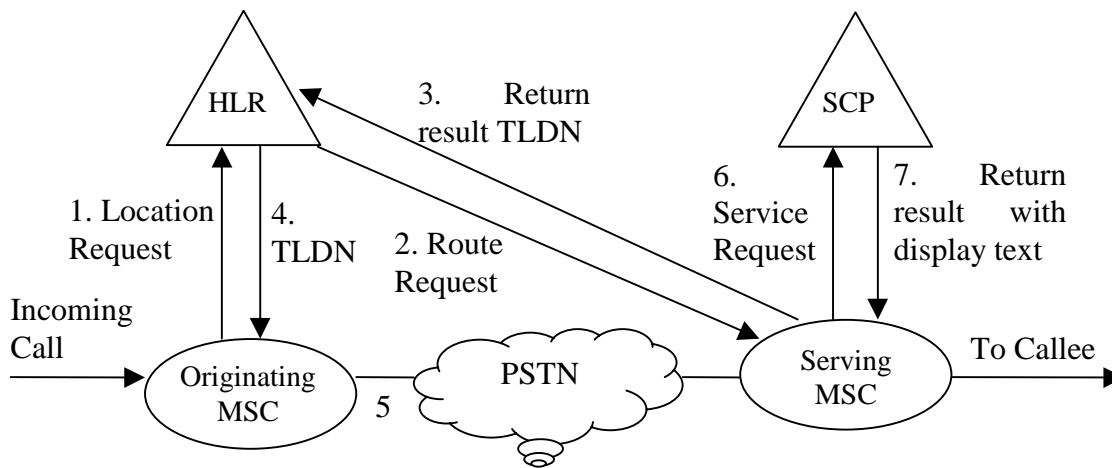 HLR
3. Return
result TLDN
SCP
1. Location
Request
4.
TLDN
2. Route
Request
6.
Service
Request
7. Return
result with
display text
Incoming
Call
Originating
MSC
5
PSTN
Serving
MSC
To Callee